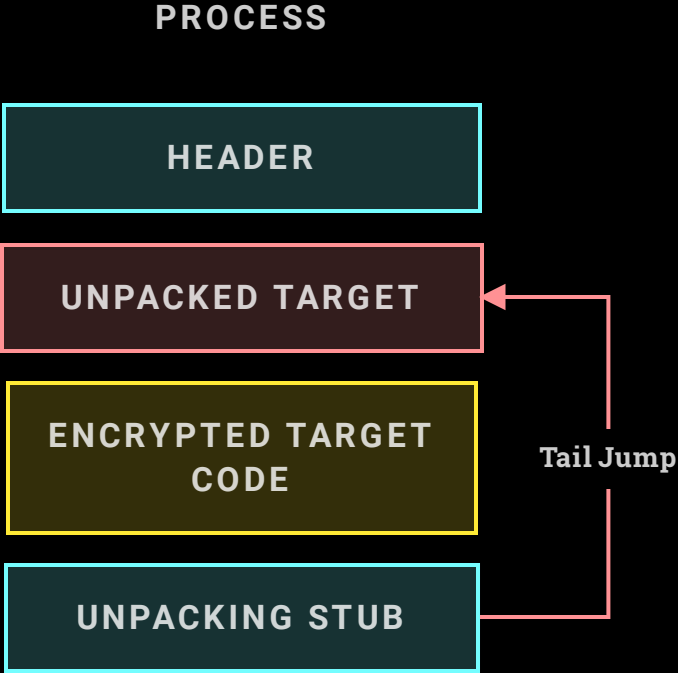 PROCESS
HEADER
UNPACKED TARGET
ENCRYPTED TARGET
CODE
Tail Jump
UNPACKING STUB